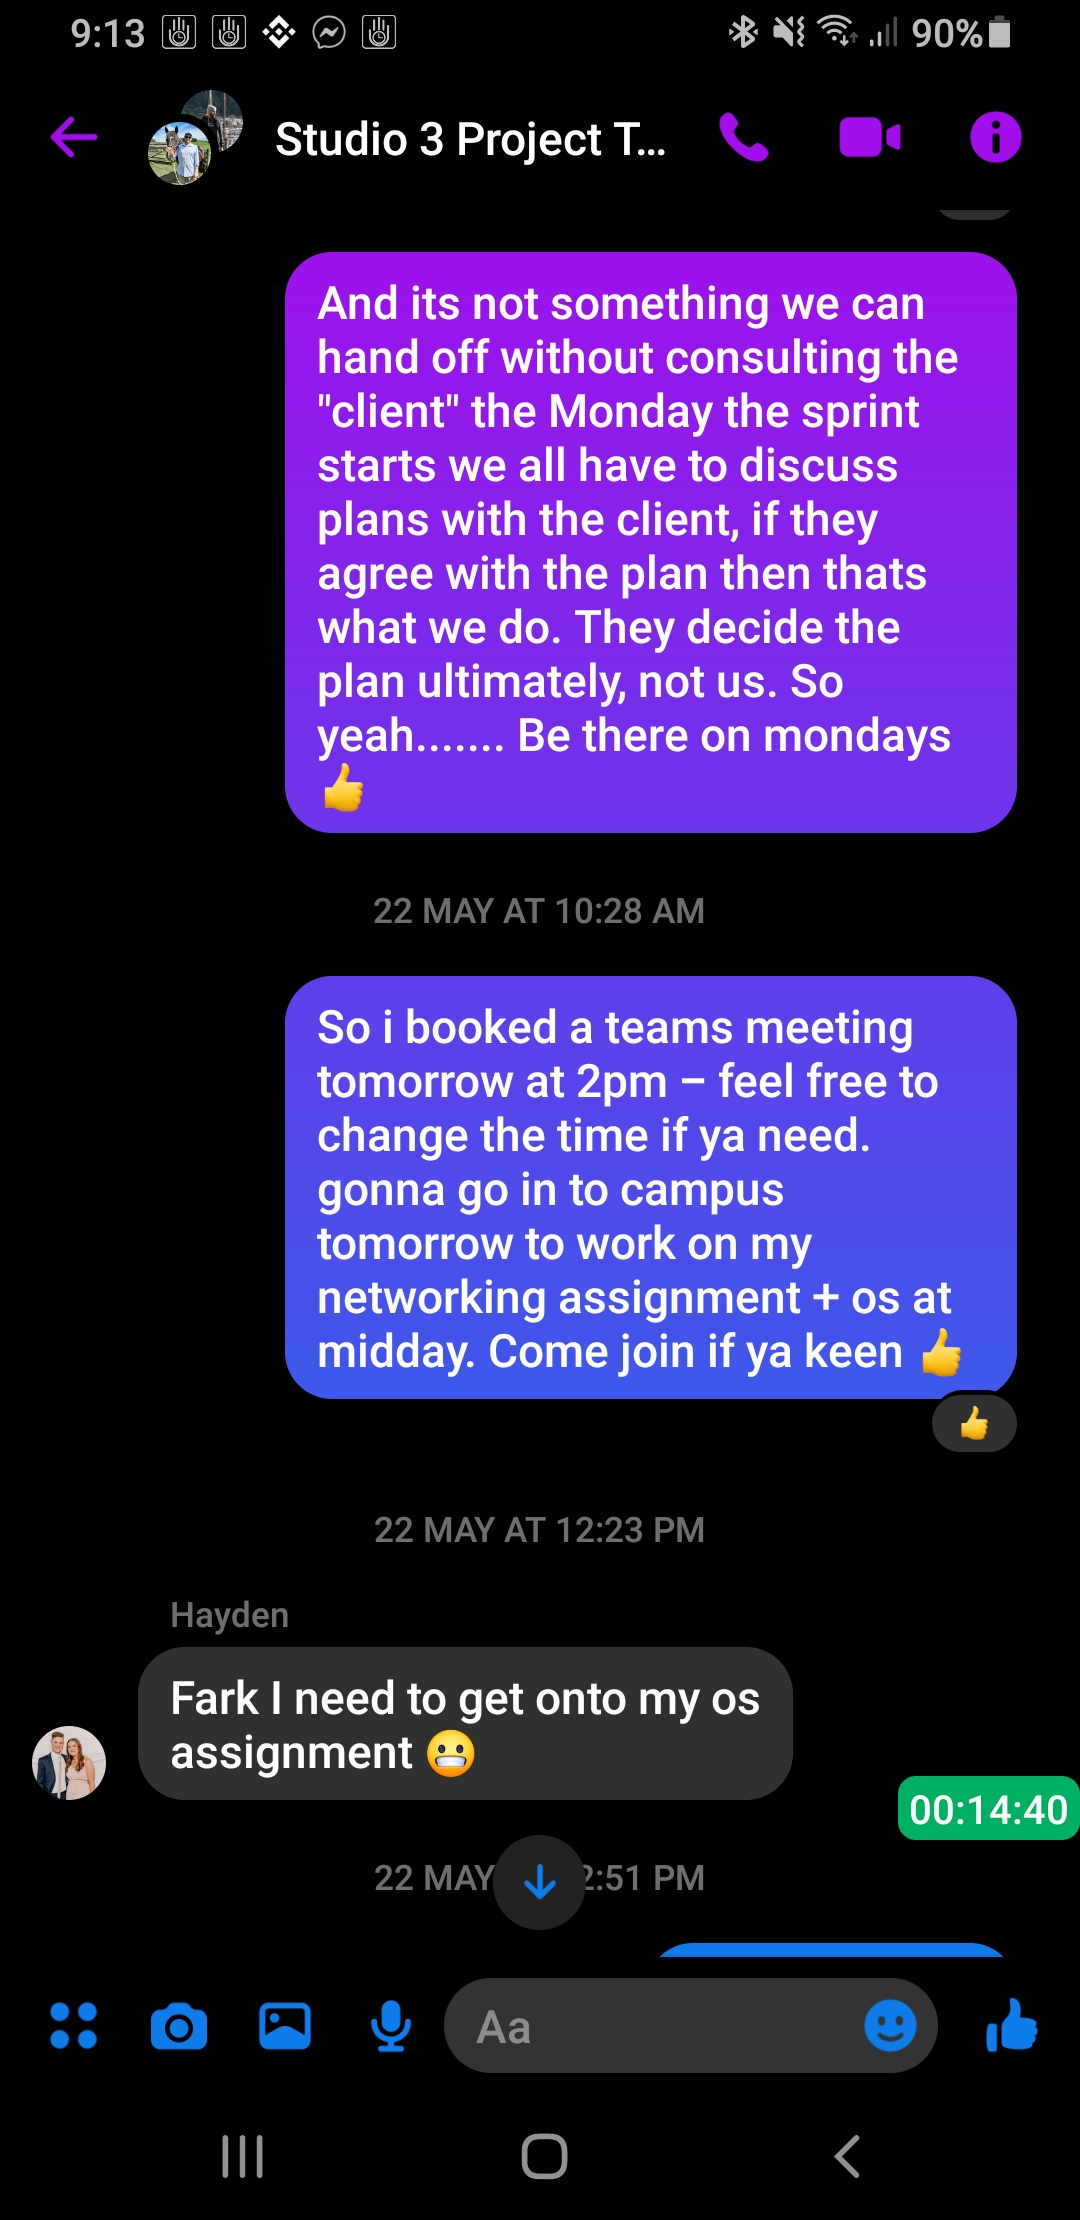 9:13
90%
Studio 3 Project T...
And its not something we can
hand off without consulting the
"client" the Monday the sprint
starts we all have to discuss
plans with the client, if they
agree with the plan then thats
what we do. They decide the
plan ultimately, not us. So
yeah....... Be there on mondays
👍
22 MAY AT 10:28 AM
So i booked a teams meeting
tomorrow at 2pm – feel free to
change the time if ya need.
gonna go in to campus
tomorrow to work on my
networking assignment + os at
midday. Come join if ya keen 👍
👍
22 MAY AT 12:23 PM
Hayden
Fark I need to get onto my os
assignment 😬
00:14:40
22 MAY 2:51 PM
Aa